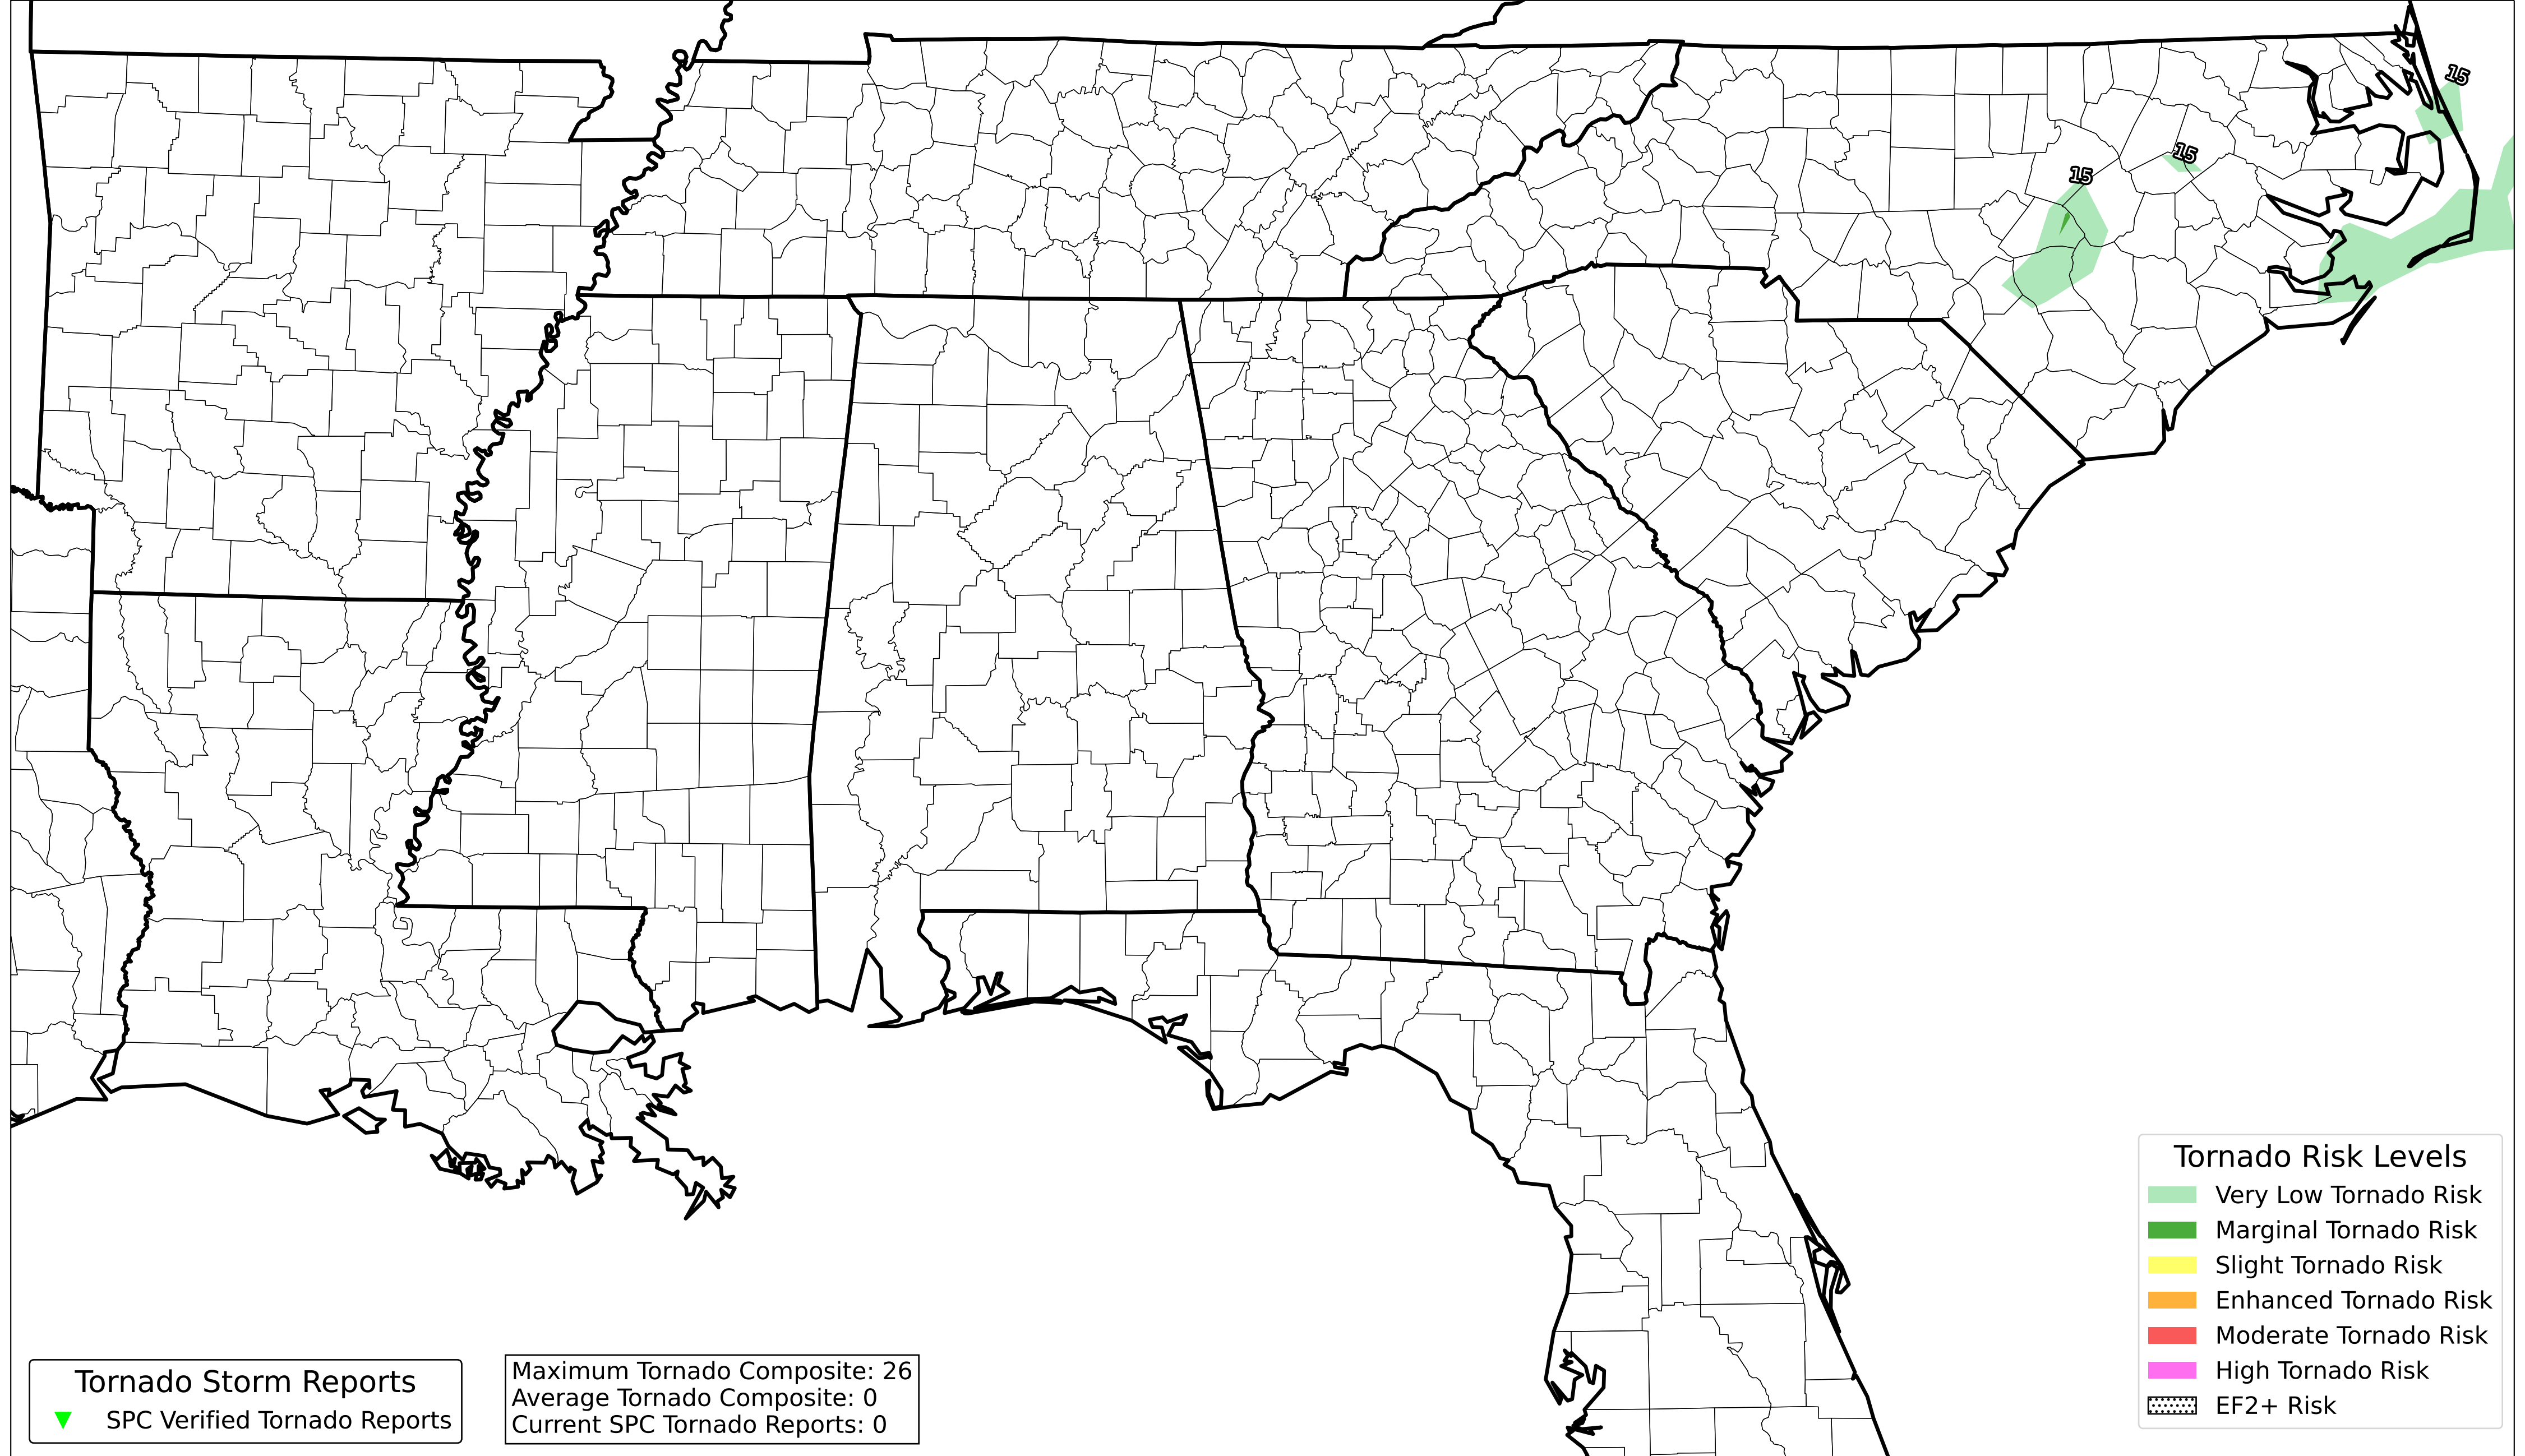 15
15
15
Tornado Risk Levels
Very Low Tornado Risk
Marginal Tornado Risk
Slight Tornado Risk
Enhanced Tornado Risk
Moderate Tornado Risk
High Tornado Risk
EF2+ Risk
Tornado Storm Reports
SPC Verified Tornado Reports
Maximum Tornado Composite: 26
Average Tornado Composite: 0
Current SPC Tornado Reports: 0